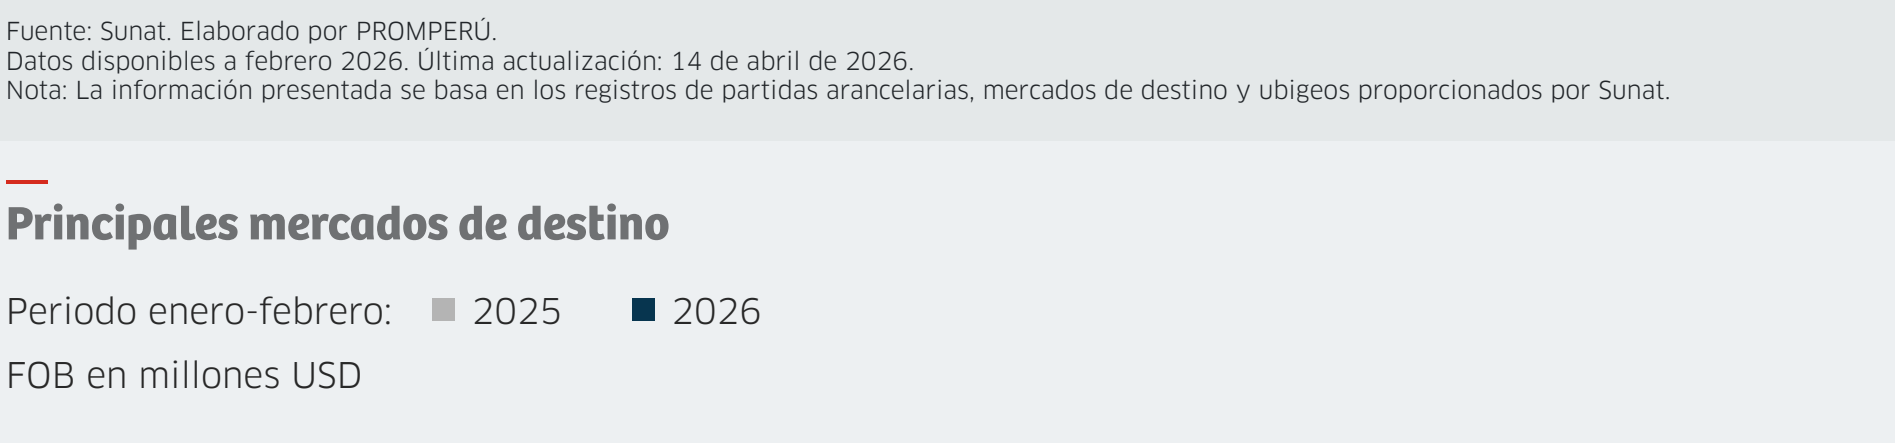 Fuente: Sunat. Elaborado por PROMPERÚ.
Datos disponibles a febrero 2026. Última actualización: 14 de abril de 2026.
Nota: La información presentada se basa en los registros de partidas arancelarias, mercados de destino y ubigeos proporcionados por Sunat.
Principales mercados de destino
Periodo enero-febrero: 2025 2026
FOB en millones USD